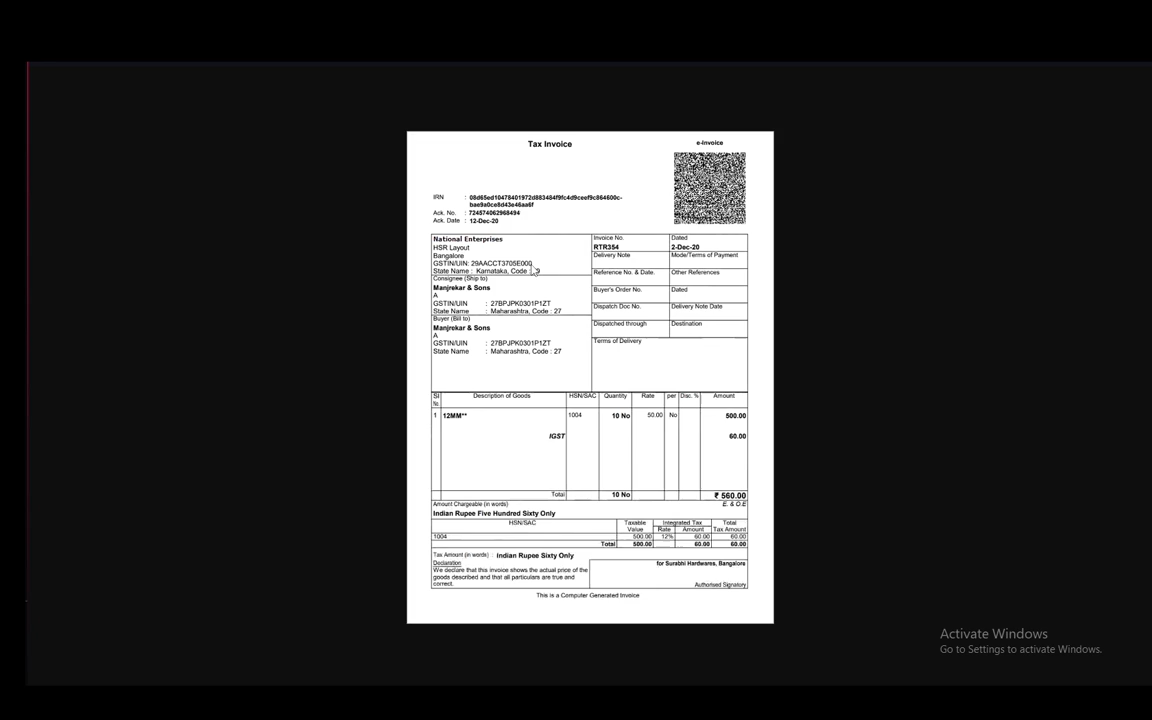 Tax Invoice
e-Invoice
IRN : 08d65ed10478401972d883484f9fc4d9ceef9c864600c-
bae9a0ce8d43e46aa6f
Ack. No. : 724574062968494
Ack. Date : 12-Dec-20
National Enterprises
HSR Layout
Bangalore
GSTIN/UIN: 29AACCT3705E000
State Name : Karnataka, Code :
Consignee (Ship to)
Manjrekar & Sons
A
GSTIN/UIN : 27BPJPK0301P1ZT
State Name : Maharashtra, Code : 27
Buyer (Bill to)
Manjrekar & Sons
A
GSTIN/UIN : 27BPJPK0301P1ZT
State Name : Maharashtra, Code : 27
Invoice No. Dated
RTR354 2-Dec-20
Delivery Note Mode/Terms of Payment
Reference No. & Date. Other References
Buyer's Order No. Dated
Dispatch Doc No. Delivery Note Date
Dispatched through Destination
Terms of Delivery
Sl Description of Goods HSN/SAC Quantity Rate per Disc. % Amount
No
1 12MM** 1004 10 No 50.00 No 500.00
IGST 60.00
Total 10 No ₹ 560.00
Amount Chargeable (in words) E. & O.E
Indian Rupee Five Hundred Sixty Only
HSN/SAC Taxable Integrated Tax Total
Value Rate Amount Tax Amount
1004 500.00 12% 60.00 60.00
Total 500.00 60.00 60.00
Tax Amount (in words) : Indian Rupee Sixty Only
Declaration
We declare that this invoice shows the actual price of the
goods described and that all particulars are true and
correct.
for Surabhi Hardwares, Bangalore
Authorised Signatory
This is a Computer Generated Invoice
Activate Windows
Go to Settings to activate Windows.